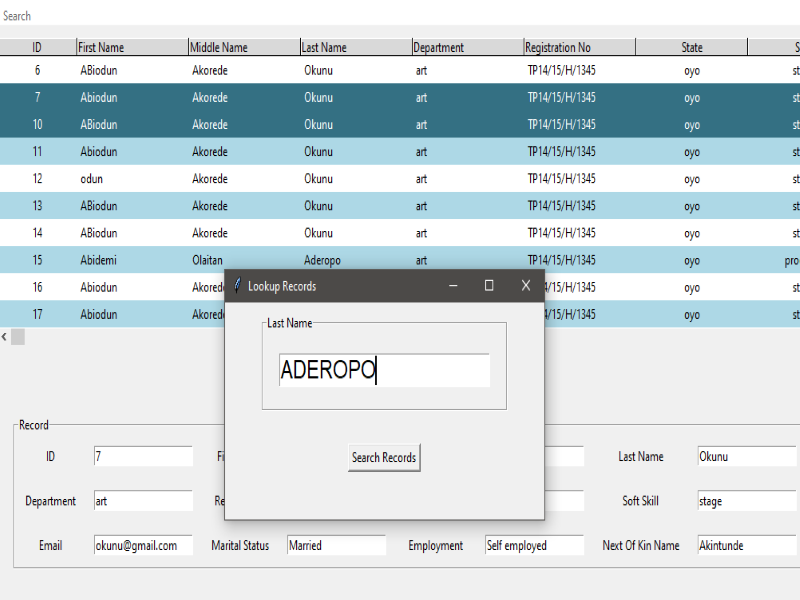 Search
ID First Name Middle Name Last Name Department Registration No State S
6 ABiodun Akorede Okunu art TP14/15/H/1345 oyo st
7 Abiodun Akorede Okunu art TP14/15/H/1345 oyo st
10 ABiodun Akorede Okunu art TP14/15/H/1345 oyo st
11 Abiodun Akorede Okunu art TP14/15/H/1345 oyo st
12 odun Akorede Okunu art TP14/15/H/1345 oyo st
13 Abiodun Akorede Okunu art TP14/15/H/1345 oyo st
14 ABiodun Akorede Okunu art TP14/15/H/1345 oyo st
15 Abidemi Olaitan Aderopo art TP14/15/H/1345 oyo pro
16 Abiodun Akorede 4/15/H/1345 oyo st
17 Abiodun Akorede 4/15/H/1345 oyo st
Lookup Records
Last Name
ADEROPO
Search Records
Record
ID 7 Fi Last Name Okunu
Department art Re Soft Skill stage
Email okunu@gmail.com Marital Status Married Employment Self employed Next Of Kin Name Akintunde